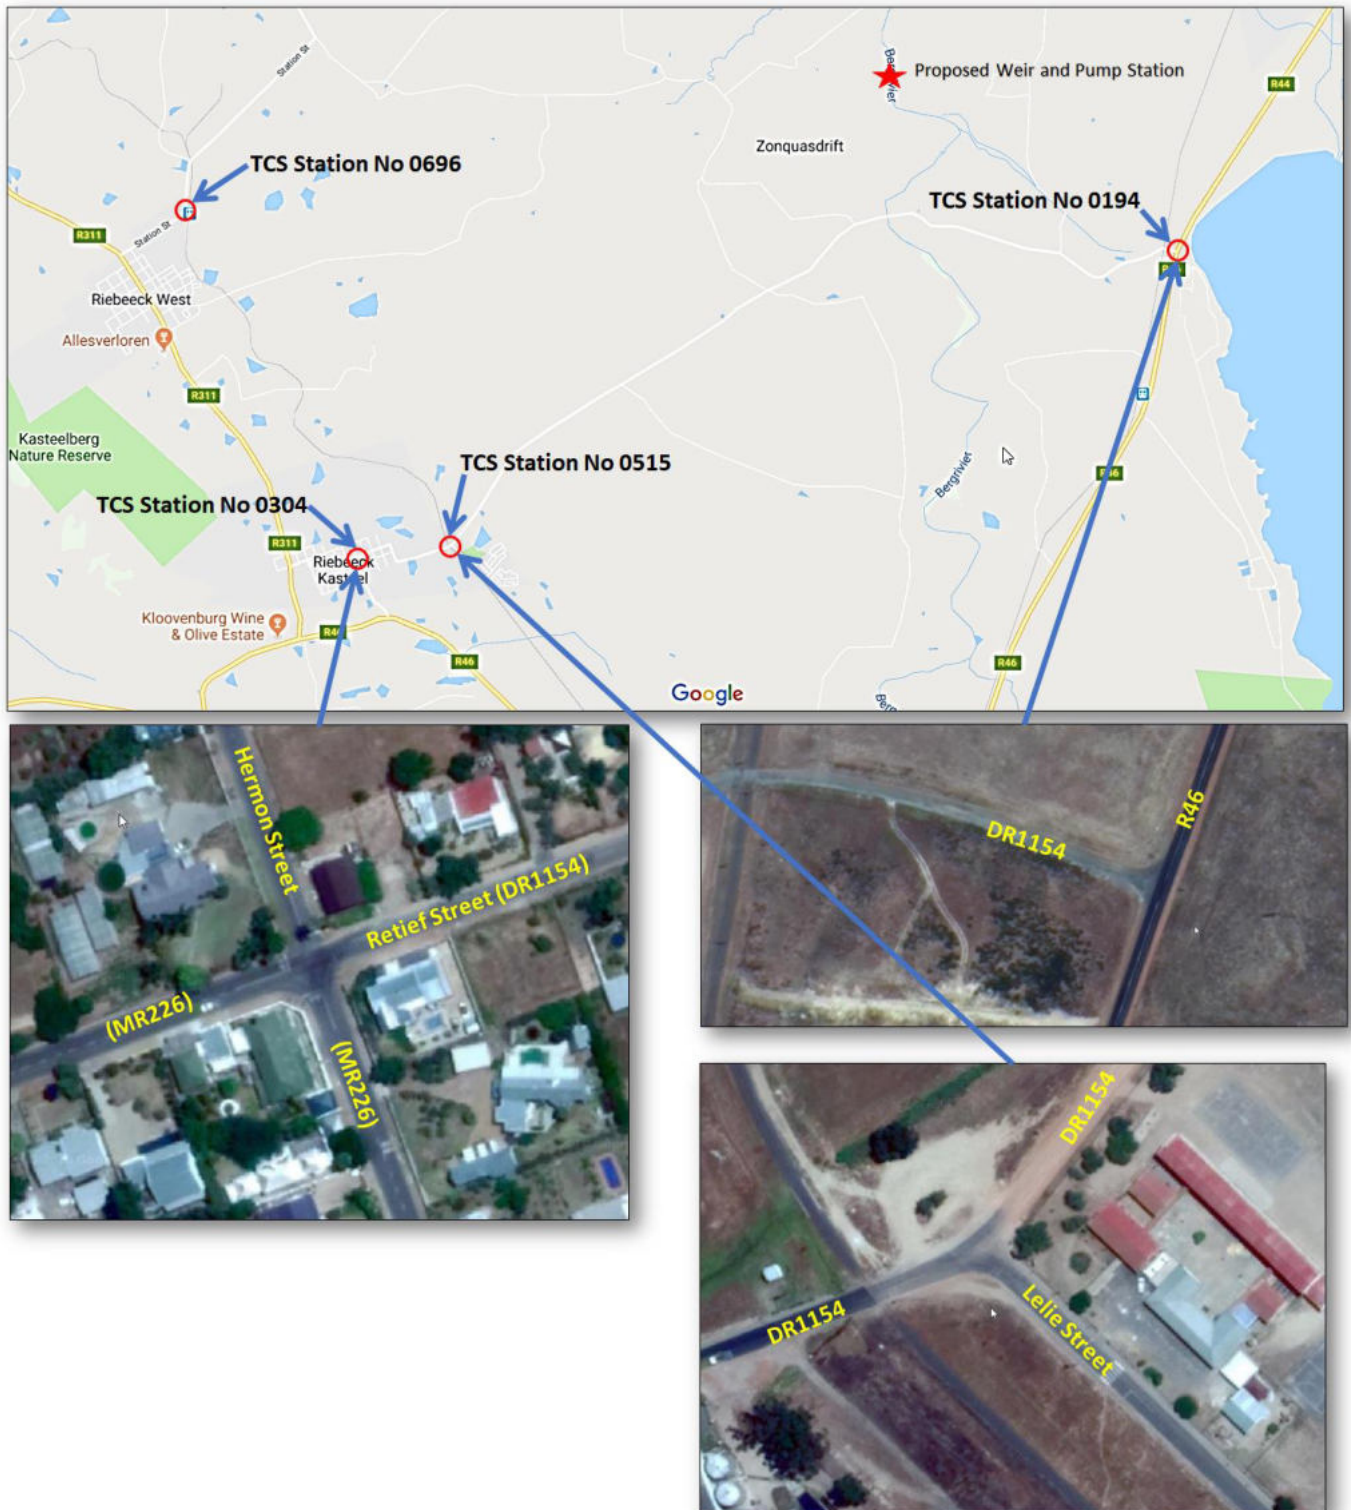 Station St
Bergrivier
Proposed Weir and Pump Station
R44
Zonquasdrift
TCS Station No 0696
TCS Station No 0194
Station St
R311
Riebeeck West
Allesverloren
R311
Kasteelberg
Nature Reserve
TCS Station No 0515
Bergrivier
R46
TCS Station No 0304
R311
Riebeeck
Kasteel
Kloovenburg Wine
& Olive Estate
R46
R46
R46
Google
Hermon Street
Retief Street (DR1154)
(MR226)
(MR226)
R46
DR1154
DR1154
DR1154
Lelie Street